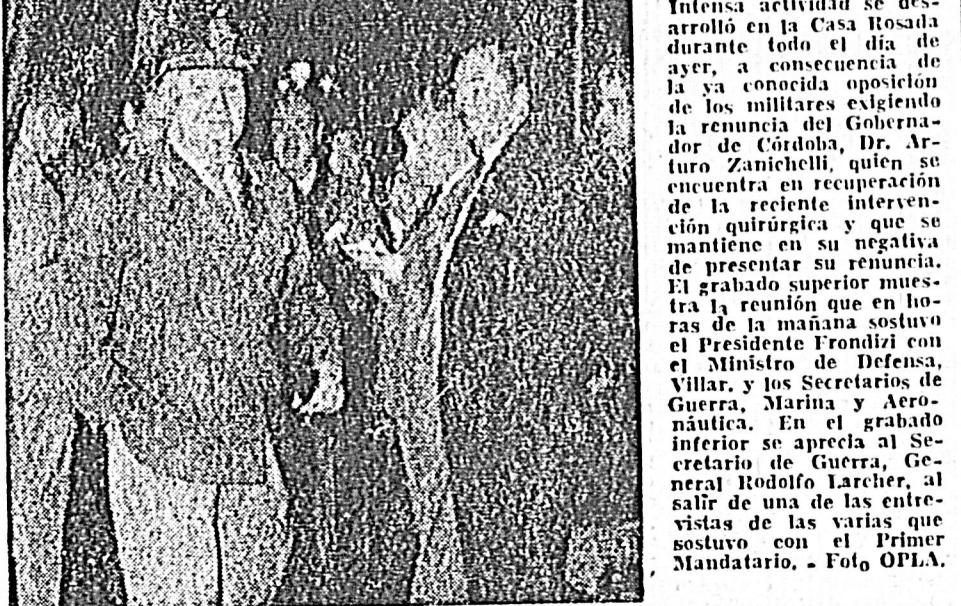 Intensa actividad se des-
arrolló en la Casa Rosada
durante todo el día de
ayer, a consecuencia de
la ya conocida oposición
de los militares exigiendo
la renuncia del Goberna-
dor de Córdoba, Dr. Ar-
turo Zanichelli, quien se
encuentra en recuperación
de la reciente interven-
ción quirúrgica y que se
mantiene en su negativa
de presentar su renuncia.
El grabado superior mues-
tra la reunión que en ho-
ras de la mañana sostuvo
el Presidente Frondizi con
el Ministro de Defensa,
Villar, y los Secretarios de
Guerra, Marina y Aero-
náutica. En el grabado
inferior se aprecia al Se-
cretario de Guerra, Ge-
neral Rodolfo Larcher, al
salir de una de las entre-
vistas de las varias que
sostuvo con el Primer
Mandatario. - Foto OPLA.